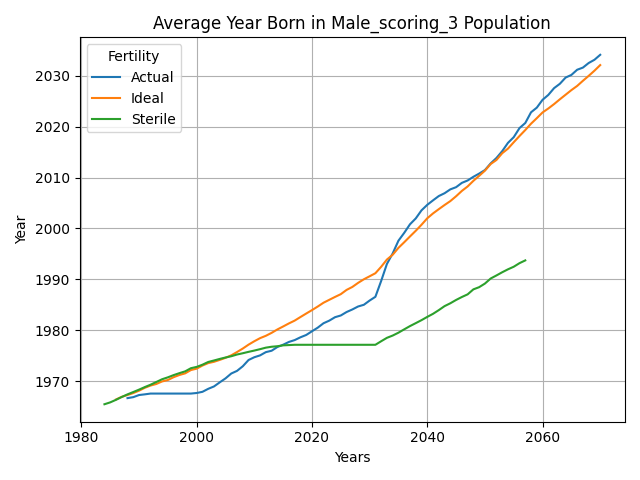 Average Year Born in Male_scoring_3 Population
Fertility
Actual
Ideal
Sterile
Year
2030
2020
2010
2000
1990
1980
1970
1980 2000 2020 2040 2060
Years